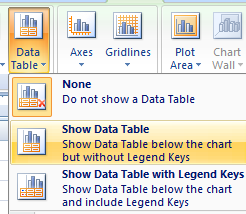 Data Table
Axes
Gridlines
Plot Area
Chart Wall
None
Do not show a Data Table
Show Data Table
Show Data Table below the chart
but without Legend Keys
Show Data Table with Legend Keys
Show Data Table below the chart
and include Legend Keys